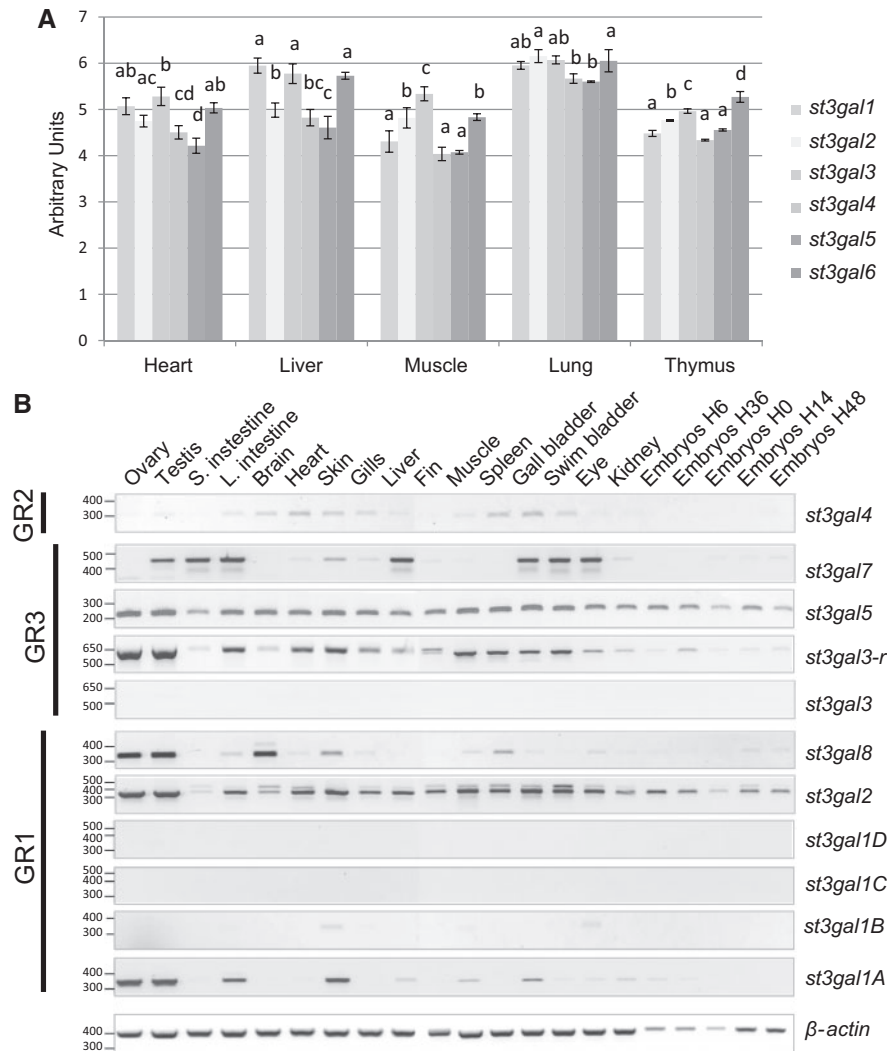 A
Arbitrary Units
7
6
5
4
3
2
1
0
ab ac b cd d ab
a b a bc c a
a b c a a b
ab a ab b b a
a b c a a d
Heart Liver Muscle Lung Thymus
st3gal1
st3gal2
st3gal3
st3gal4
st3gal5
st3gal6
B
Ovary
Testis
S. instestine
L. intestine
Brain
Heart
Skin
Gills
Liver
Fin
Muscle
Spleen
Gall bladder
Swim bladder
Eye
Kidney
Embryos H6
Embryos H36
Embryos H0
Embryos H14
Embryos H48
GR2
400
300
st3gal4
GR3
500
400
st3gal7
300
200
st3gal5
650
500
st3gal3-r
650
500
st3gal3
GR1
400
300
st3gal8
500
400
300
st3gal2
500
400
300
st3gal1D
500
400
300
st3gal1C
400
300
st3gal1B
400
300
st3gal1A
400
300
β-actin